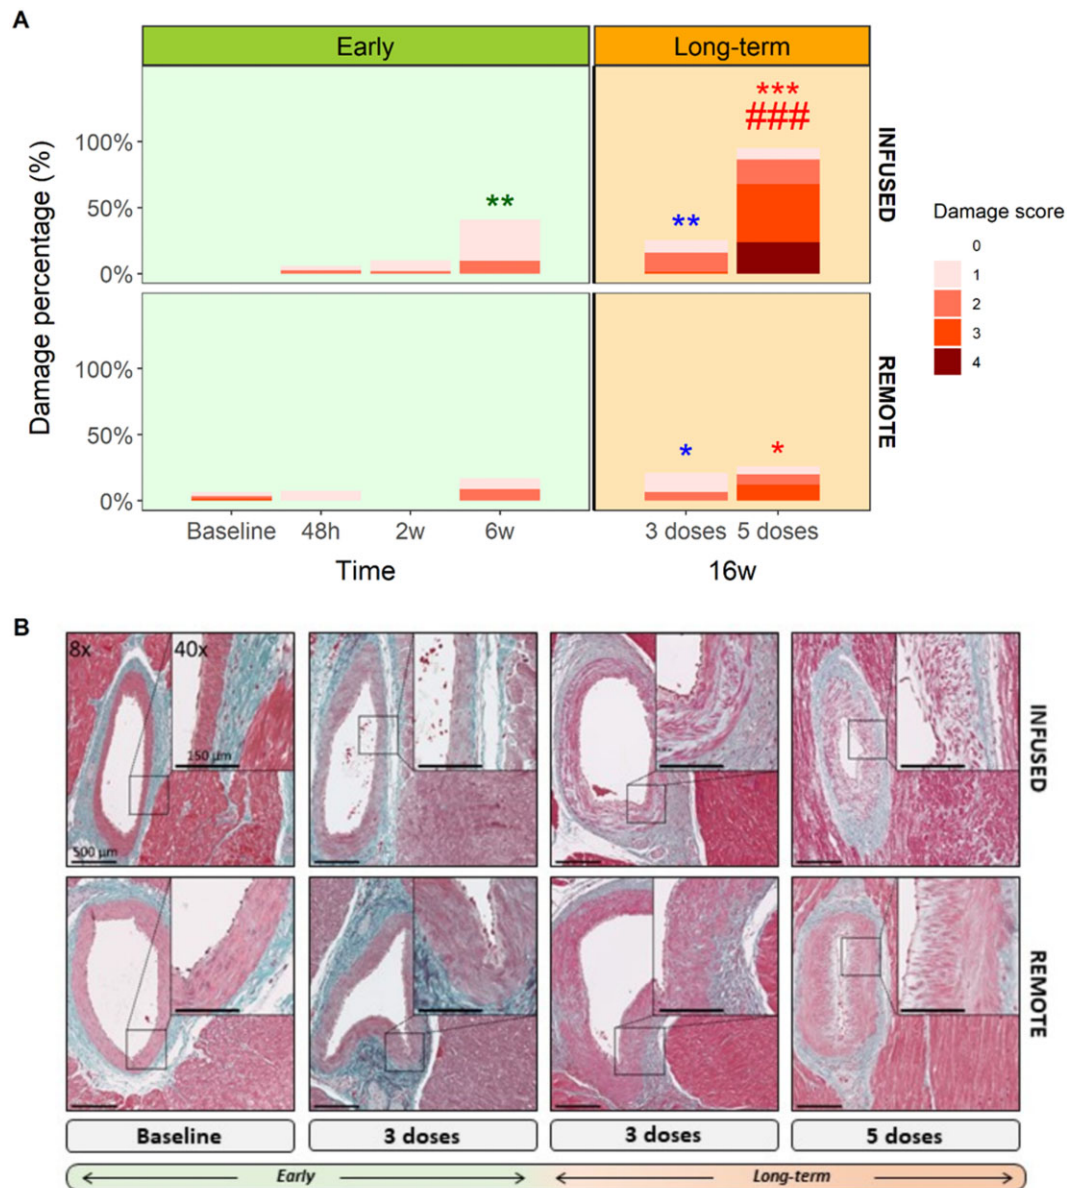 A
Early
Long-term
Damage percentage (%)
100%
50%
0%
**
**
***
###
INFUSED
100%
50%
0%
*
*
REMOTE
Baseline
48h
2w
6w
3 doses
5 doses
Time
16w
Damage score
0
1
2
3
4
B
8x
40x
150 μm
500 μm
INFUSED
REMOTE
Baseline
3 doses
3 doses
5 doses
Early
Long-term